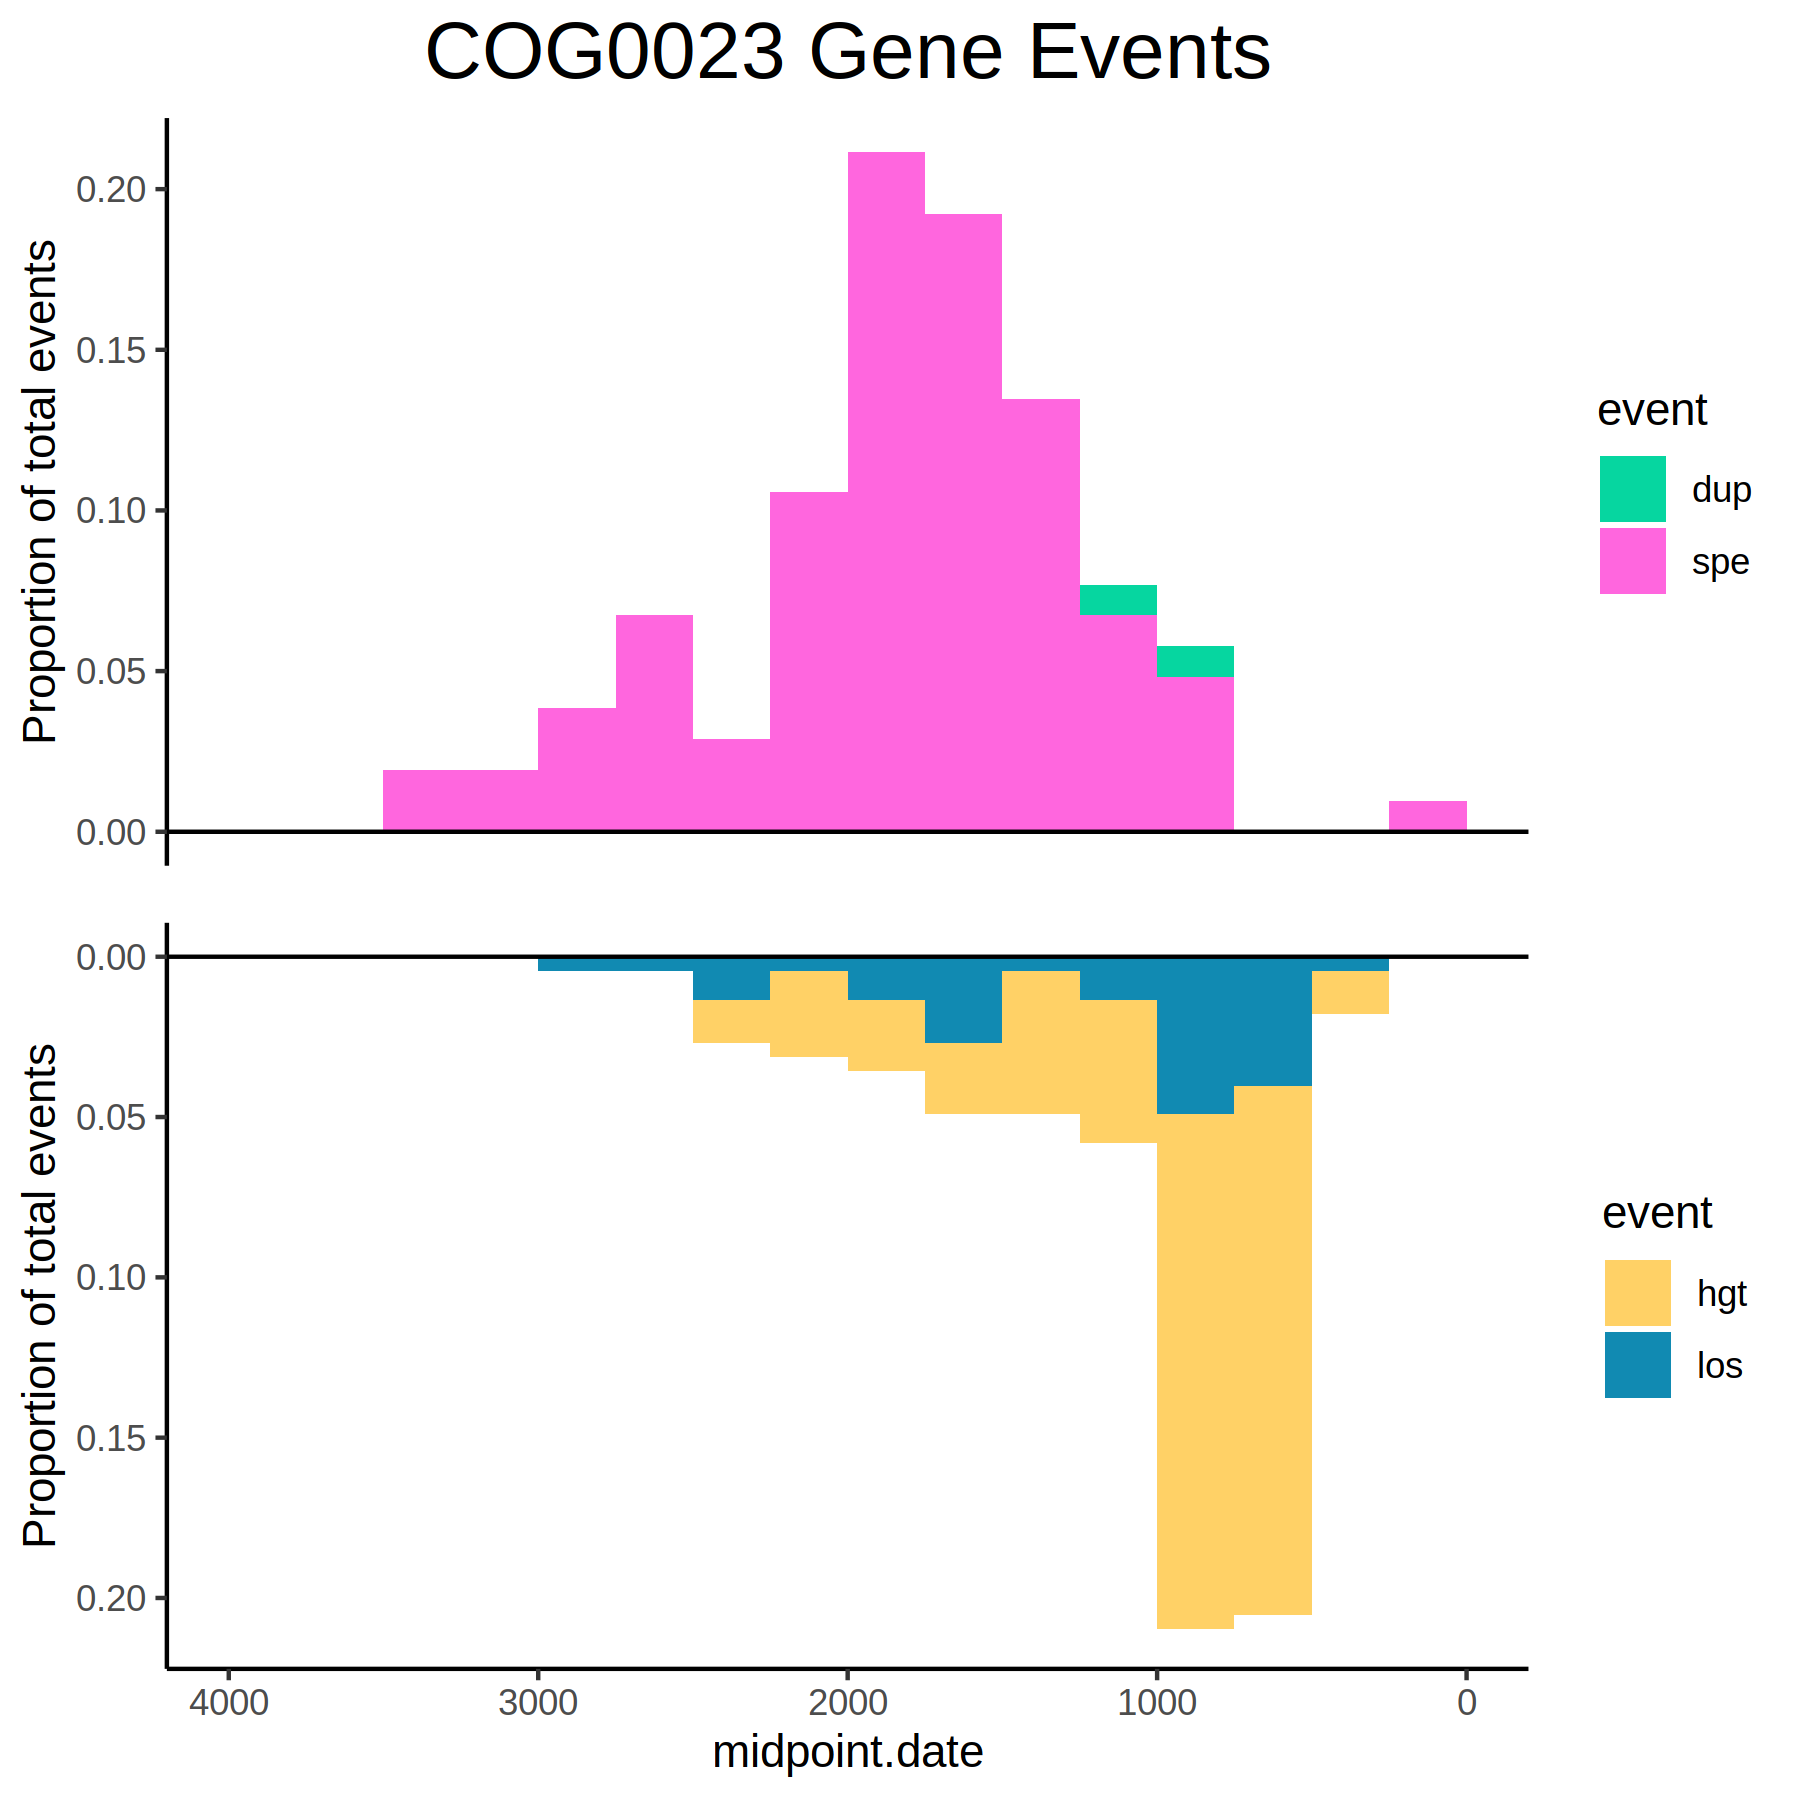 COG0023 Gene Events
Proportion of total events
0.20
0.15
0.10
0.05
0.00
event
dup
spe
Proportion of total events
0.00
0.05
0.10
0.15
0.20
event
hgt
los
4000 3000 2000 1000 0
midpoint.date